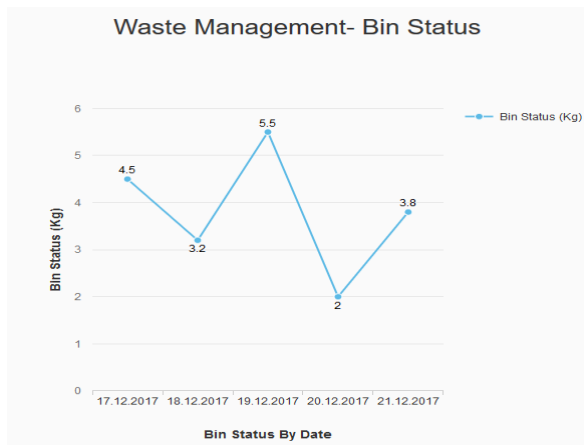 Waste Management- Bin Status
Bin Status (Kg)
6
5
4
3
2
1
0
Bin Status (Kg)
4.5
3.2
5.5
2
3.8
17.12.2017 18.12.2017 19.12.2017 20.12.2017 21.12.2017
Bin Status By Date